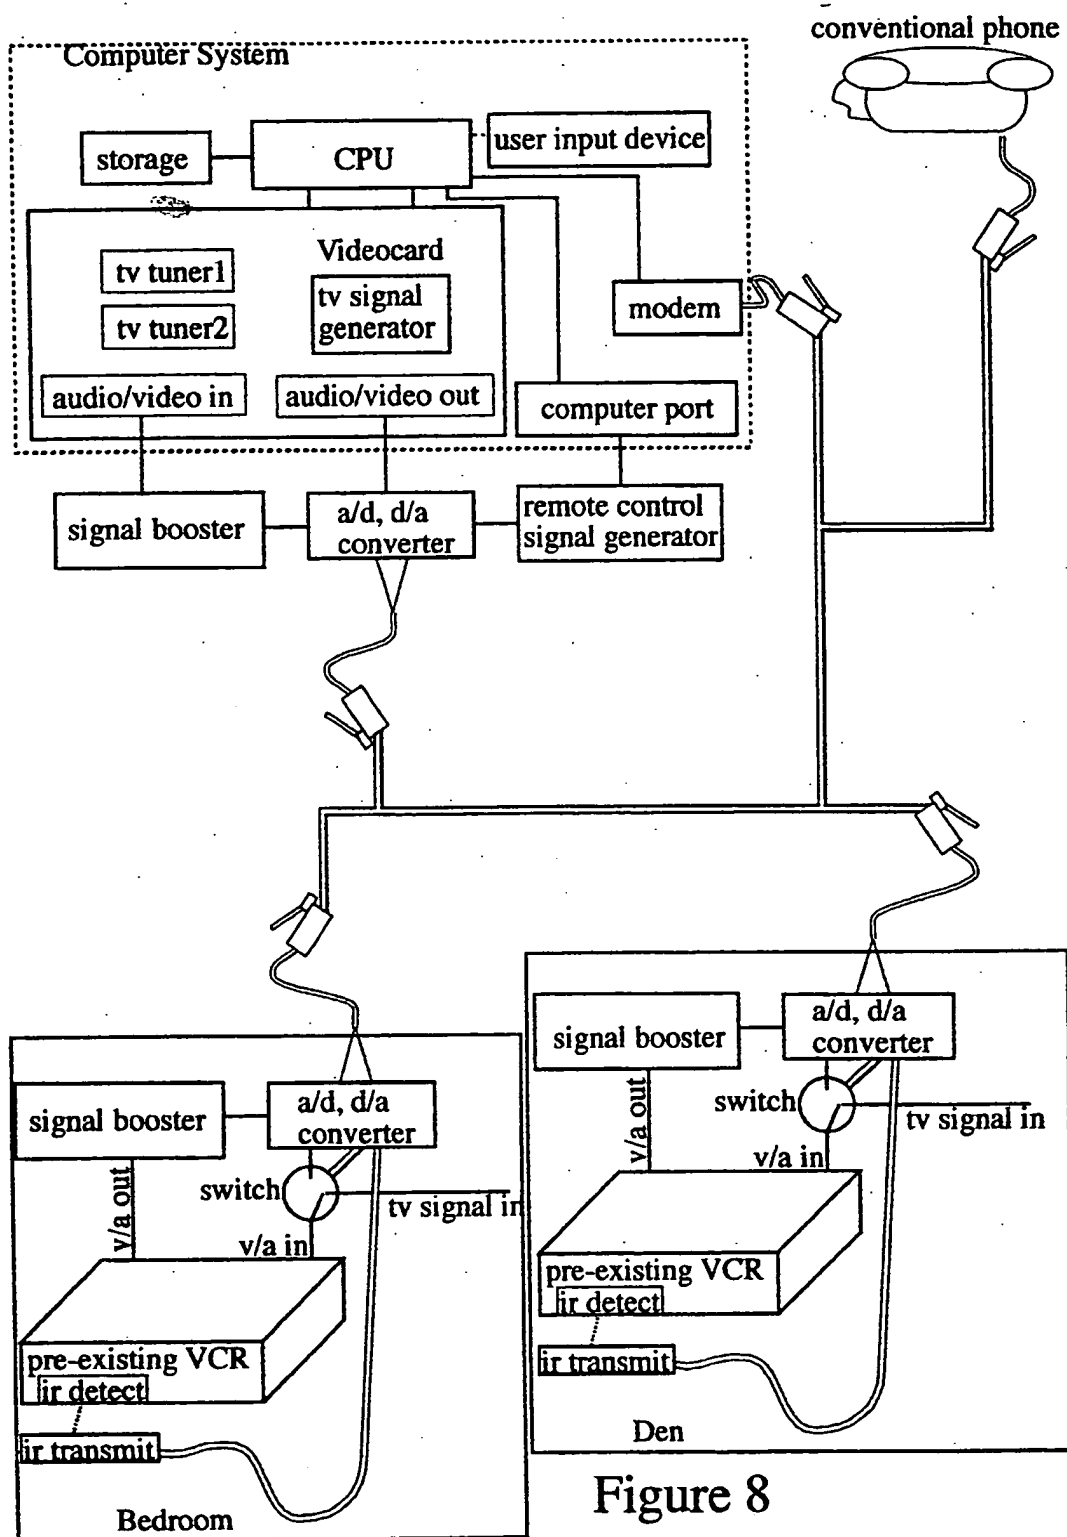 conventional phone
Computer System
storage
CPU
user input device
tv tuner1
tv tuner2
Videocard
tv signal
generator
modem
audio/video in
audio/video out
computer port
signal booster
a/d, d/a
converter
remote control
signal generator
signal booster
a/d, d/a
converter
switch
tv signal in
v/a out
v/a in
pre-existing VCR
ir detect
ir transmit
Den
signal booster
a/d, d/a
converter
switch
tv signal in
v/a out
v/a in
pre-existing VCR
ir detect
ir transmit
Bedroom
Figure 8